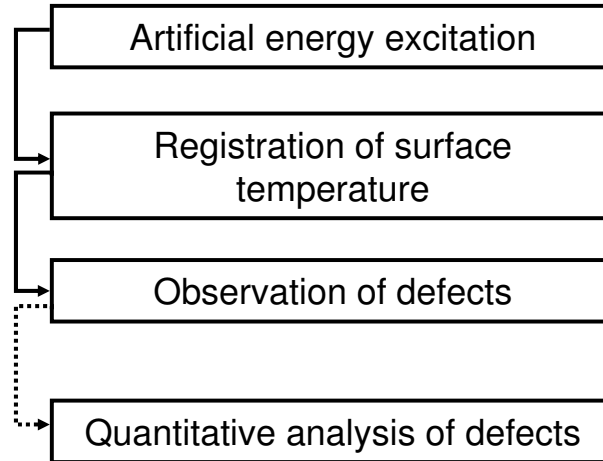 Artificial energy excitation
Registration of surface
temperature
Observation of defects
Quantitative analysis of defects